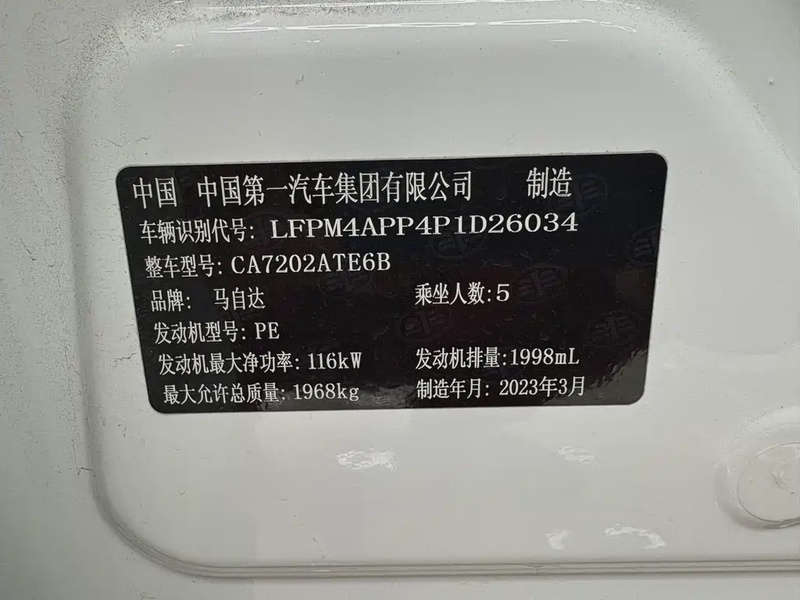 中国 中国第一汽车集团有限公司 制造
车辆识别代号: LFPM4APP4P1D26034
整车型号: CA7202ATE6B
品牌: 马自达 乘坐人数: 5
发动机型号: PE
发动机最大净功率: 116kW 发动机排量: 1998mL
最大允许总质量: 1968kg 制造年月: 2023年3月